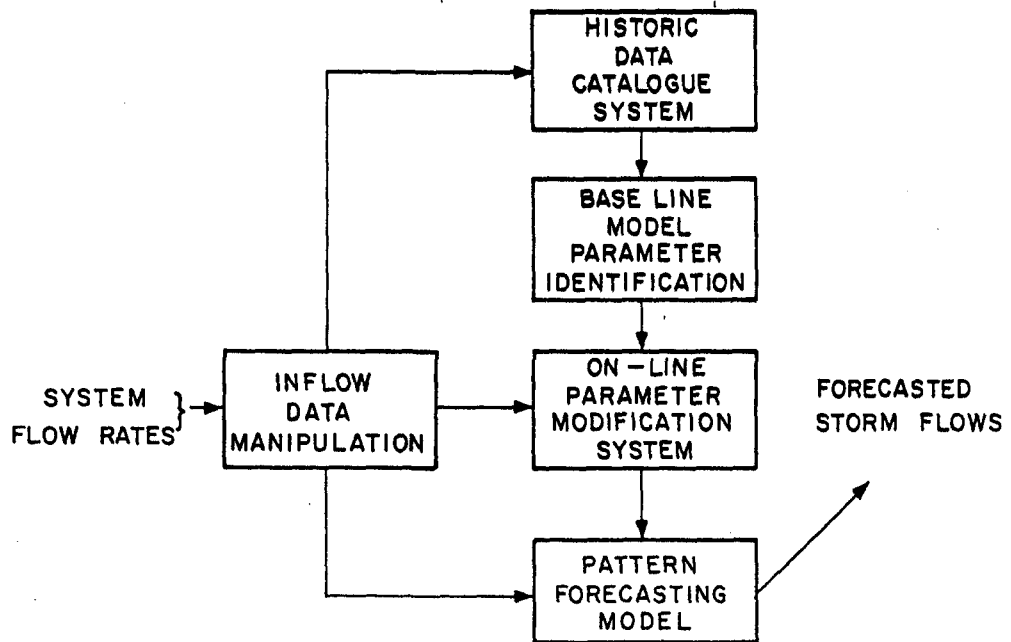 HISTORIC
DATA
CATALOGUE
SYSTEM
BASE LINE
MODEL
PARAMETER
IDENTIFICATION
SYSTEM
FLOW RATES
INFLOW
DATA
MANIPULATION
ON-LINE
PARAMETER
MODIFICATION
SYSTEM
FORECASTED
STORM FLOWS
PATTERN
FORECASTING
MODEL